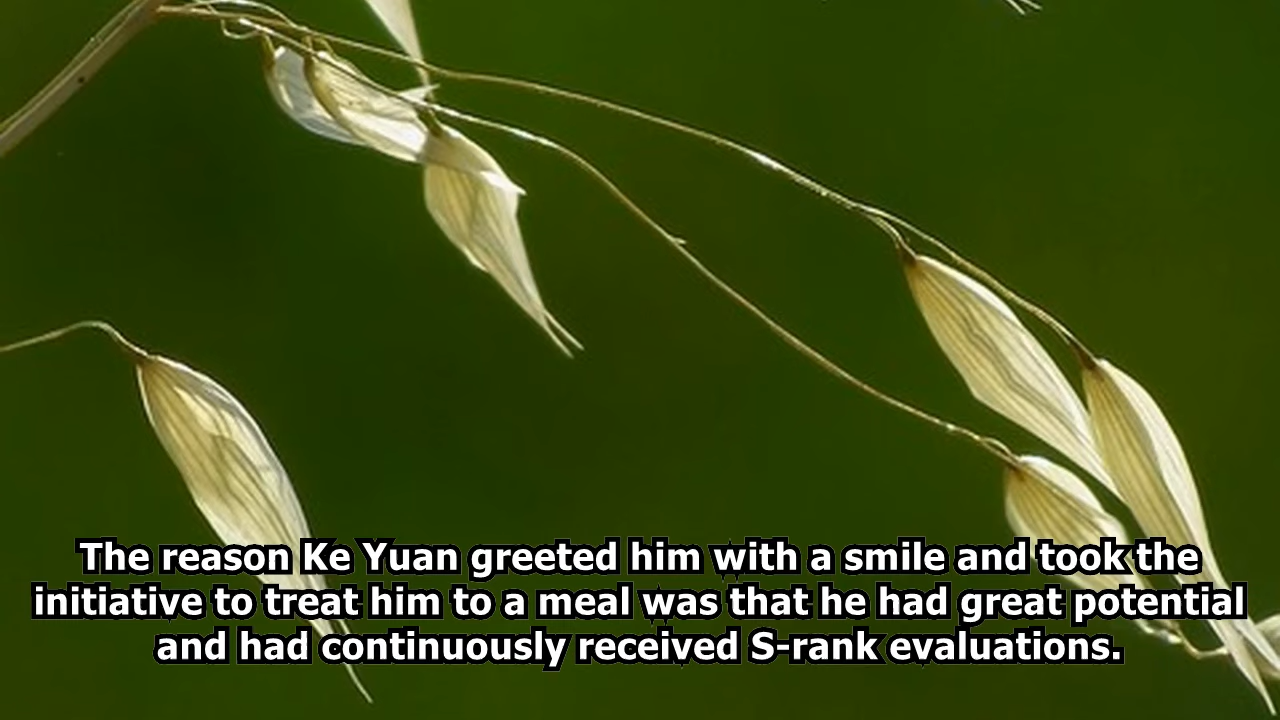 The reason Ke Yuan greeted him with a smile and took the
initiative to treat him to a meal was that he had great potential
and had continuously received S-rank evaluations.